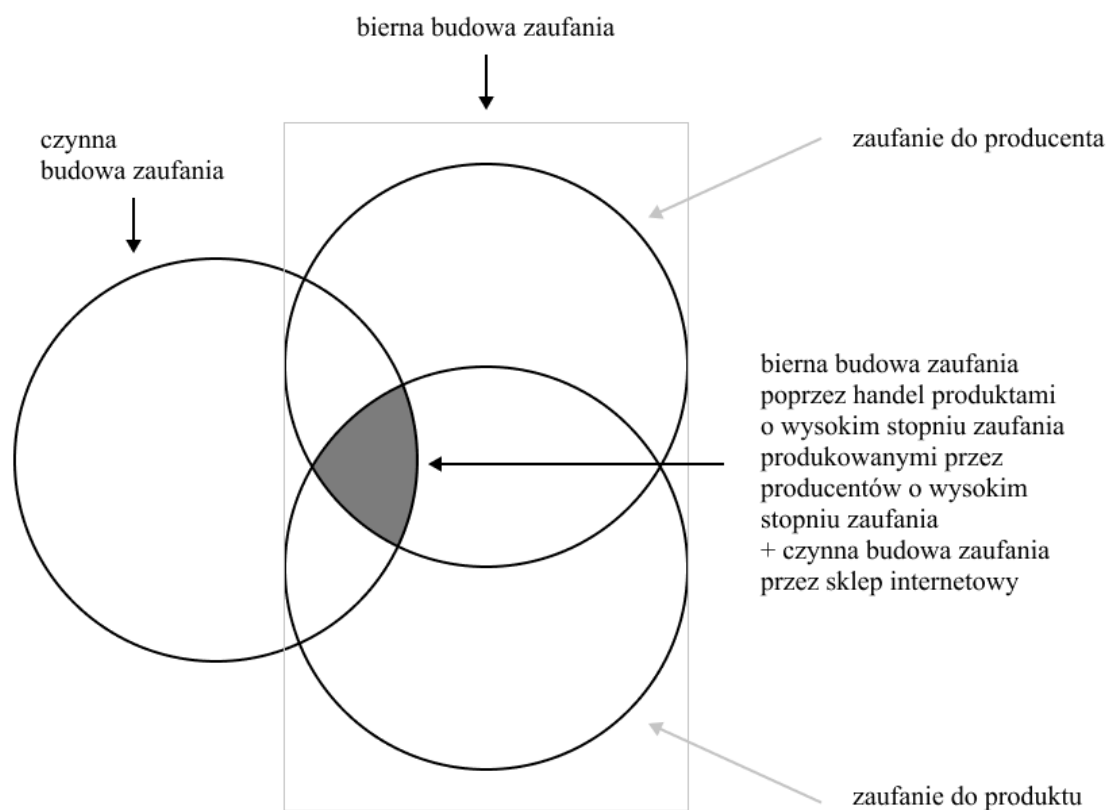 bierna budowa zaufania
czynna
budowa zaufania
zaufanie do producenta
bierna budowa zaufania
poprzez handel produktami
o wysokim stopniu zaufania
produkowanymi przez
producentów o wysokim
stopniu zaufania
+ czynna budowa zaufania
przez sklep internetowy
zaufanie do produktu